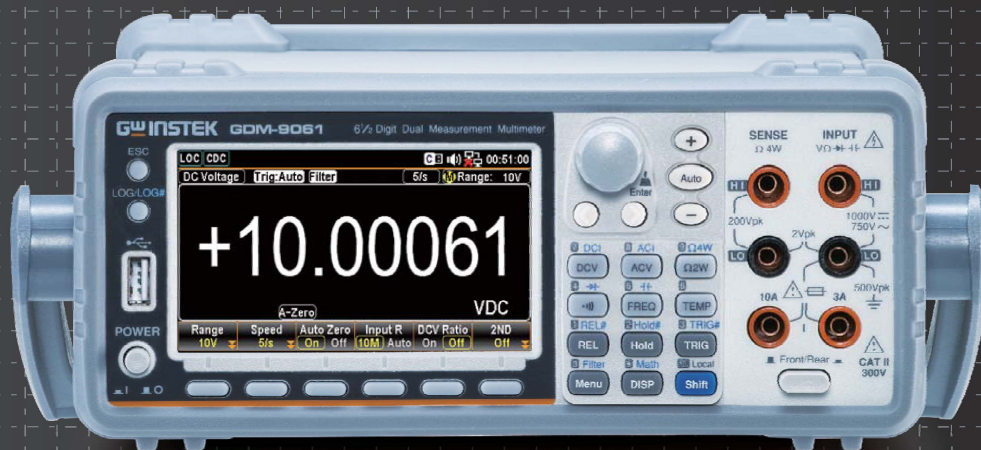 GW INSTEK GDM-9061 6½ Digit Dual Measurement Multimeter
ESC
LOG/LOG#
POWER
I O
LOC CDC 00:51:00
DC Voltage Trig:Auto Filter 5/s M Range: 10V
+10.00061
A-Zero VDC
Range Speed Auto Zero Input R DCV Ratio 2ND
10V 5/s On Off 10M Auto On Off Off
+
Auto
Enter
−
DCI ACI Ω4W
DCV ACV Ω2W
FREQ TEMP
REL# Hold# TRIG#
REL Hold TRIG
Filter Math Local
Menu DISP Shift
SENSE INPUT
Ω 4W VΩ
HI HI
200Vpk 1000V
750V
2Vpk
LO LO
500Vpk
10A 3A
Front/Rear
CAT II
300V